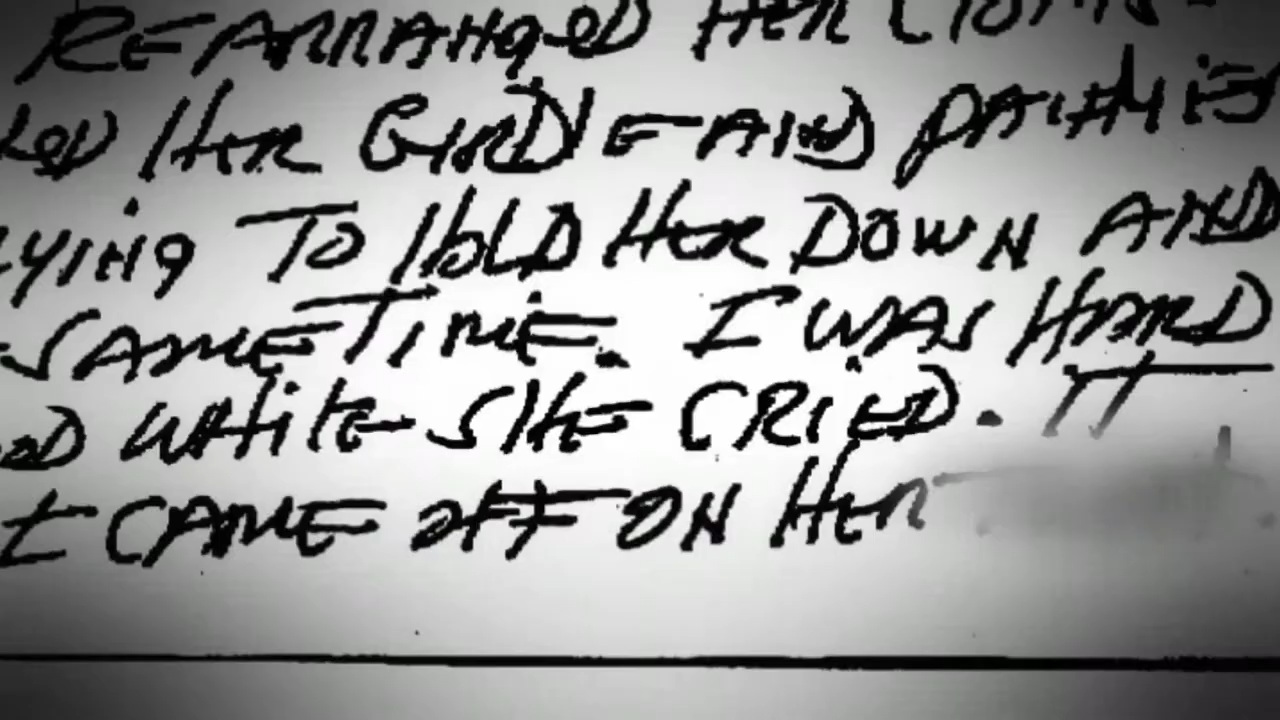 REARRANGED HER
HER GIRDLE AND PANTIES
TO HOLD HER DOWN AND
SAME TIME. I WAS HARD
WHILE SHE CRIED. IT
I CAME OFF ON HER